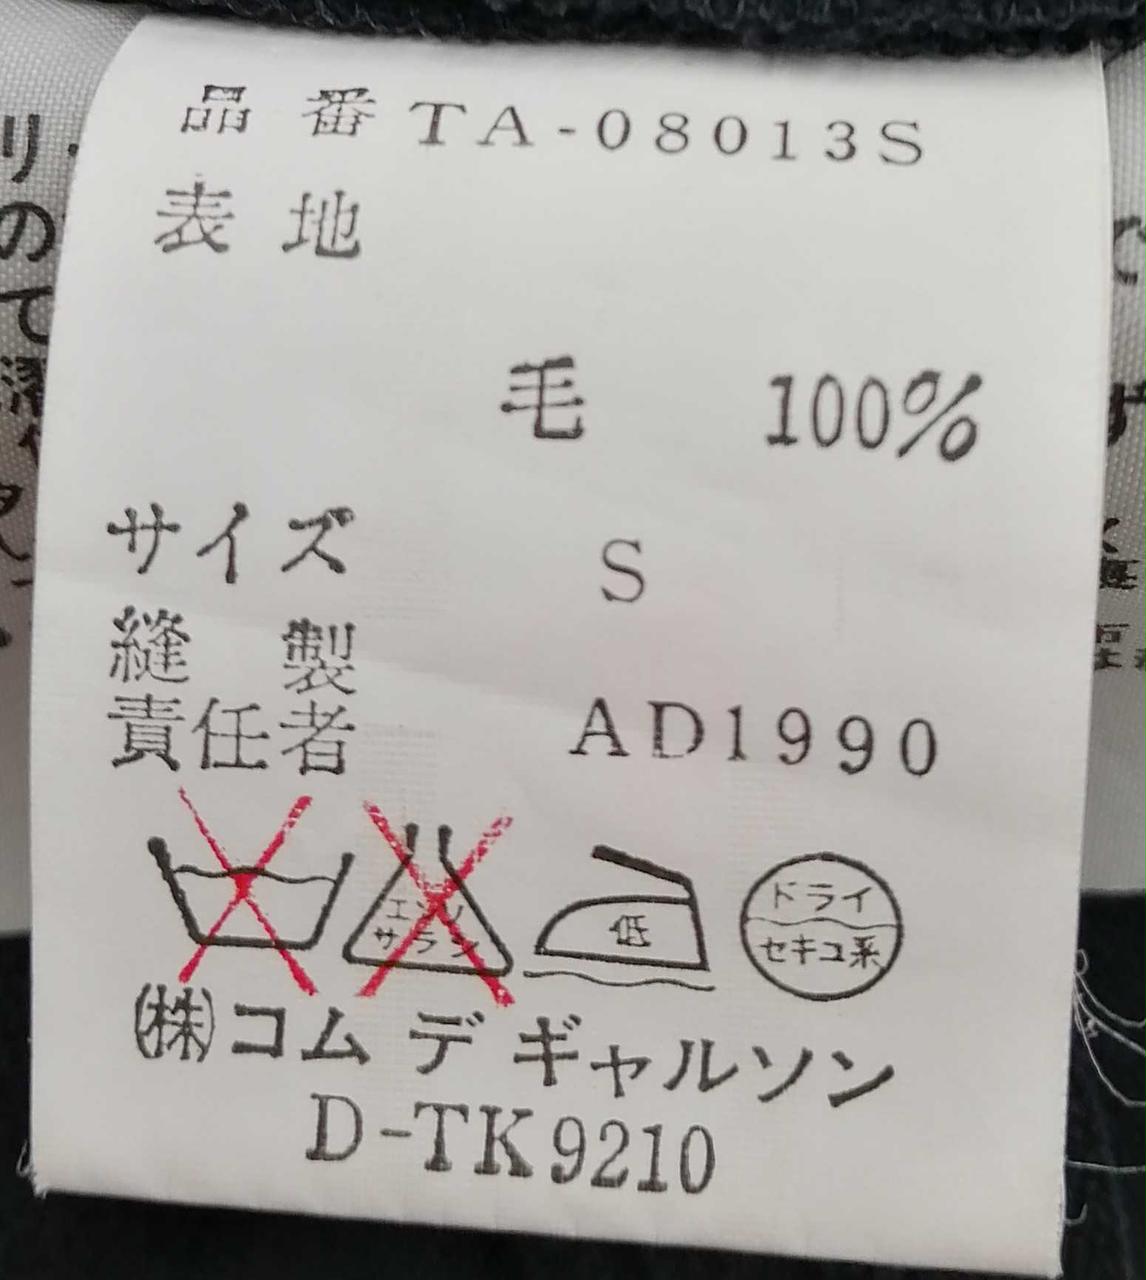 品番 TA-08013S
表地
毛 100%
サイズ S
縫製
責任者 AD1990
エンソ
サラシ
低
ドライ
セキユ系
(株)コム デ ギャルソン
D-TK9210